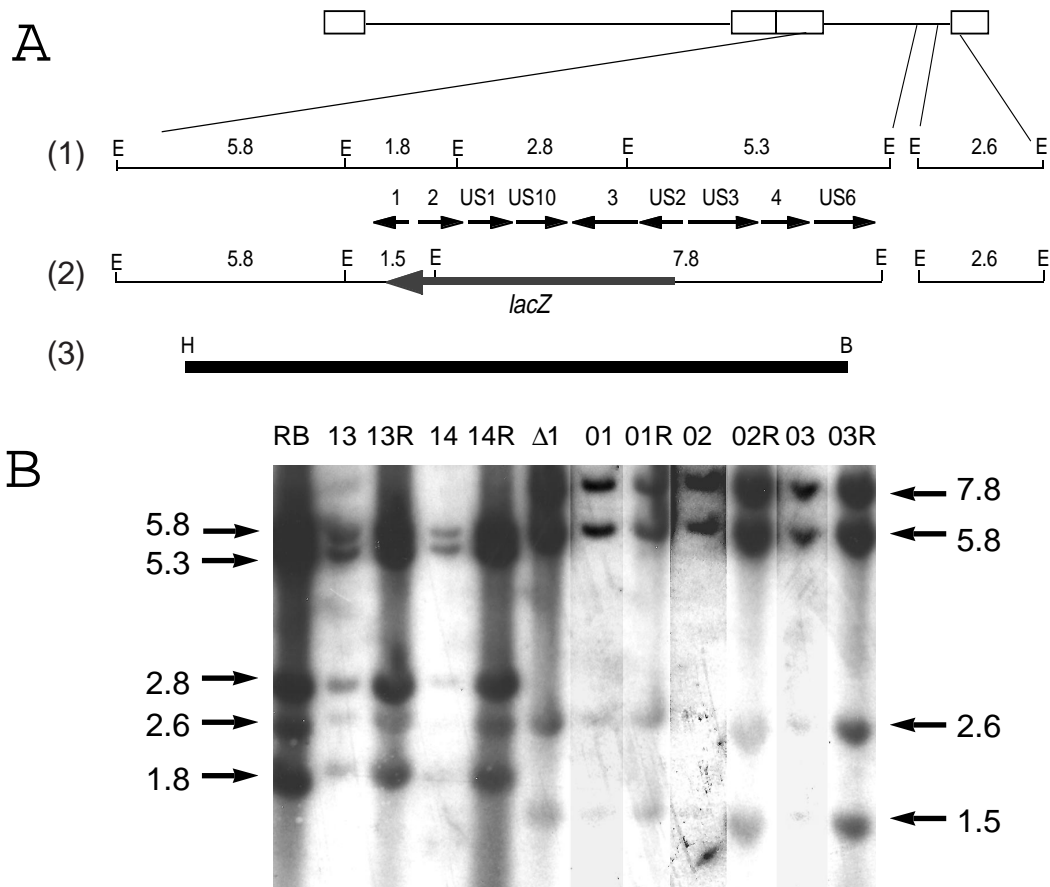 A
(1)
E 5.8 E 1.8 E 2.8 E 5.3 E E 2.6 E
1 2 US1 US10 3 US2 US3 4 US6
(2)
E 5.8 E 1.5 E 7.8 E E 2.6 E
lacZ
(3)
H B
B
RB 13 13R 14 14R Δ1 01 01R 02 02R 03 03R
5.8
5.3
2.8
2.6
1.8
7.8
5.8
2.6
1.5